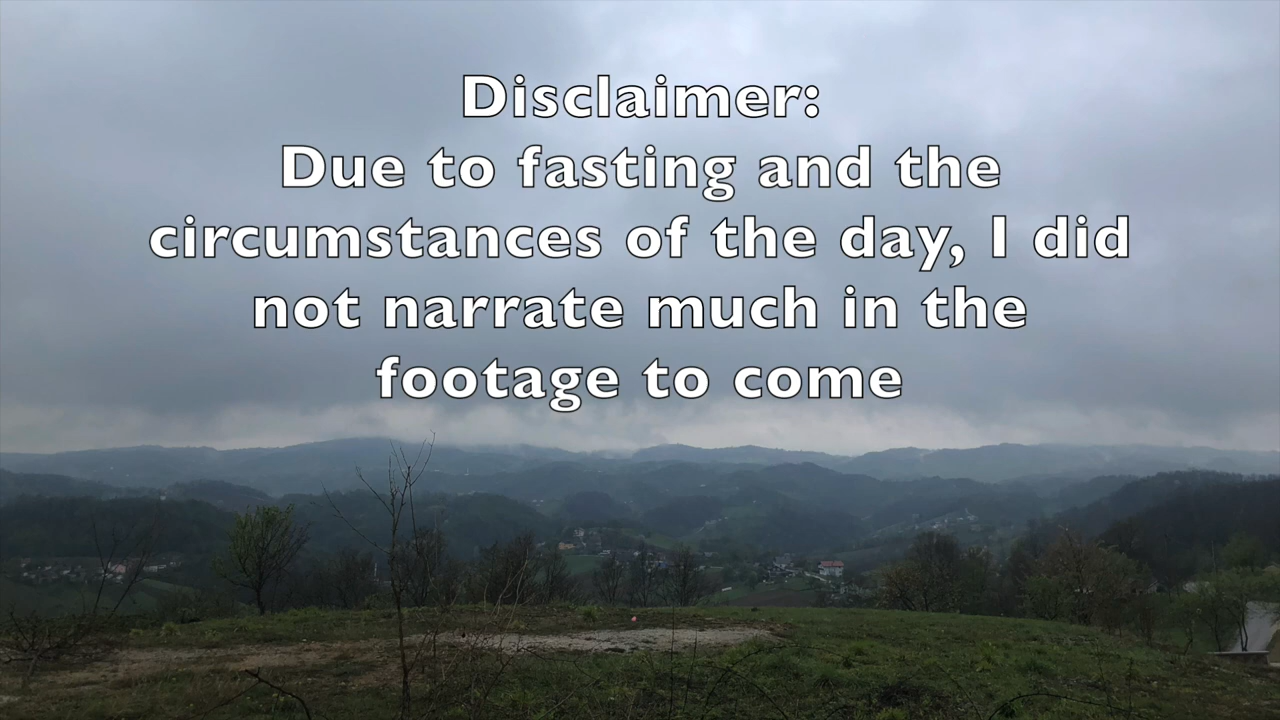 Disclaimer:
Due to fasting and the
circumstances of the day, I did
not narrate much in the
footage to come